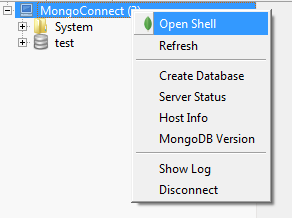 MongoConnect (
System
test
Open Shell
Refresh
Create Database
Server Status
Host Info
MongoDB Version
Show Log
Disconnect